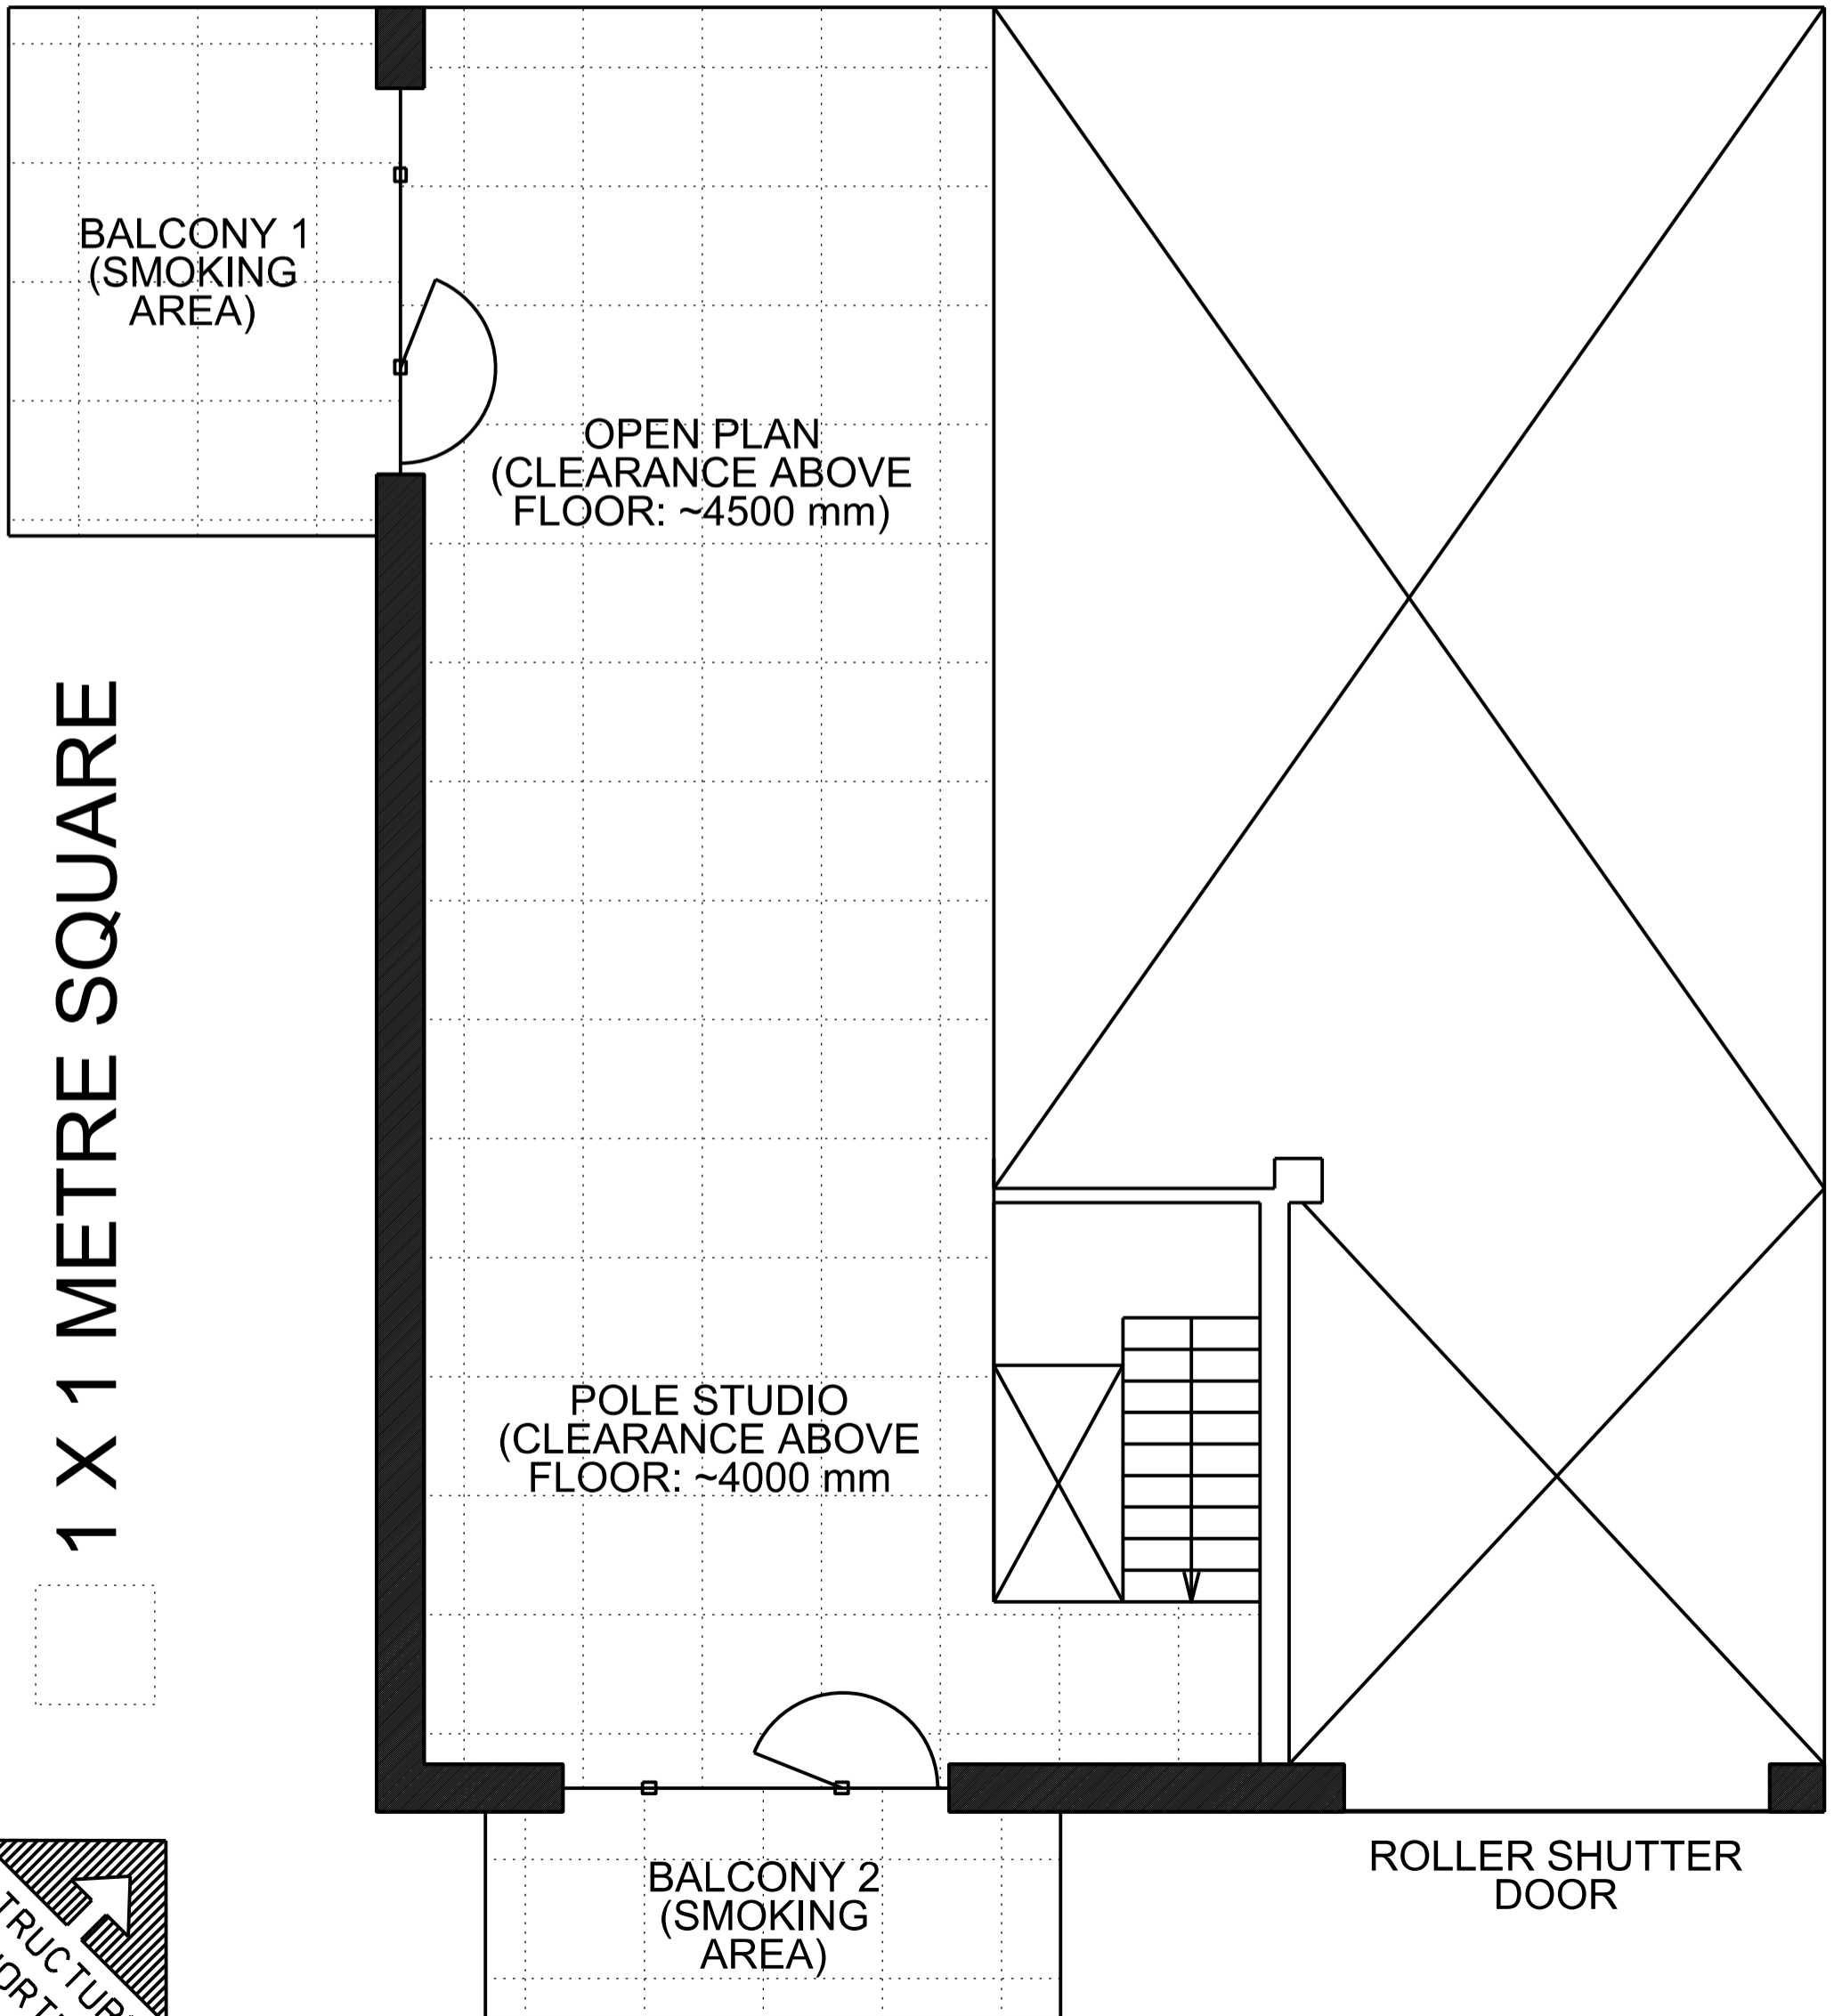 BALCONY 1
(SMOKING
AREA)
OPEN PLAN
(CLEARANCE ABOVE
FLOOR: ~4500 mm)
1 X 1 METRE SQUARE
POLE STUDIO
(CLEARANCE ABOVE
FLOOR: ~4000 mm
BALCONY 2
(SMOKING
AREA)
ROLLER SHUTTER
DOOR